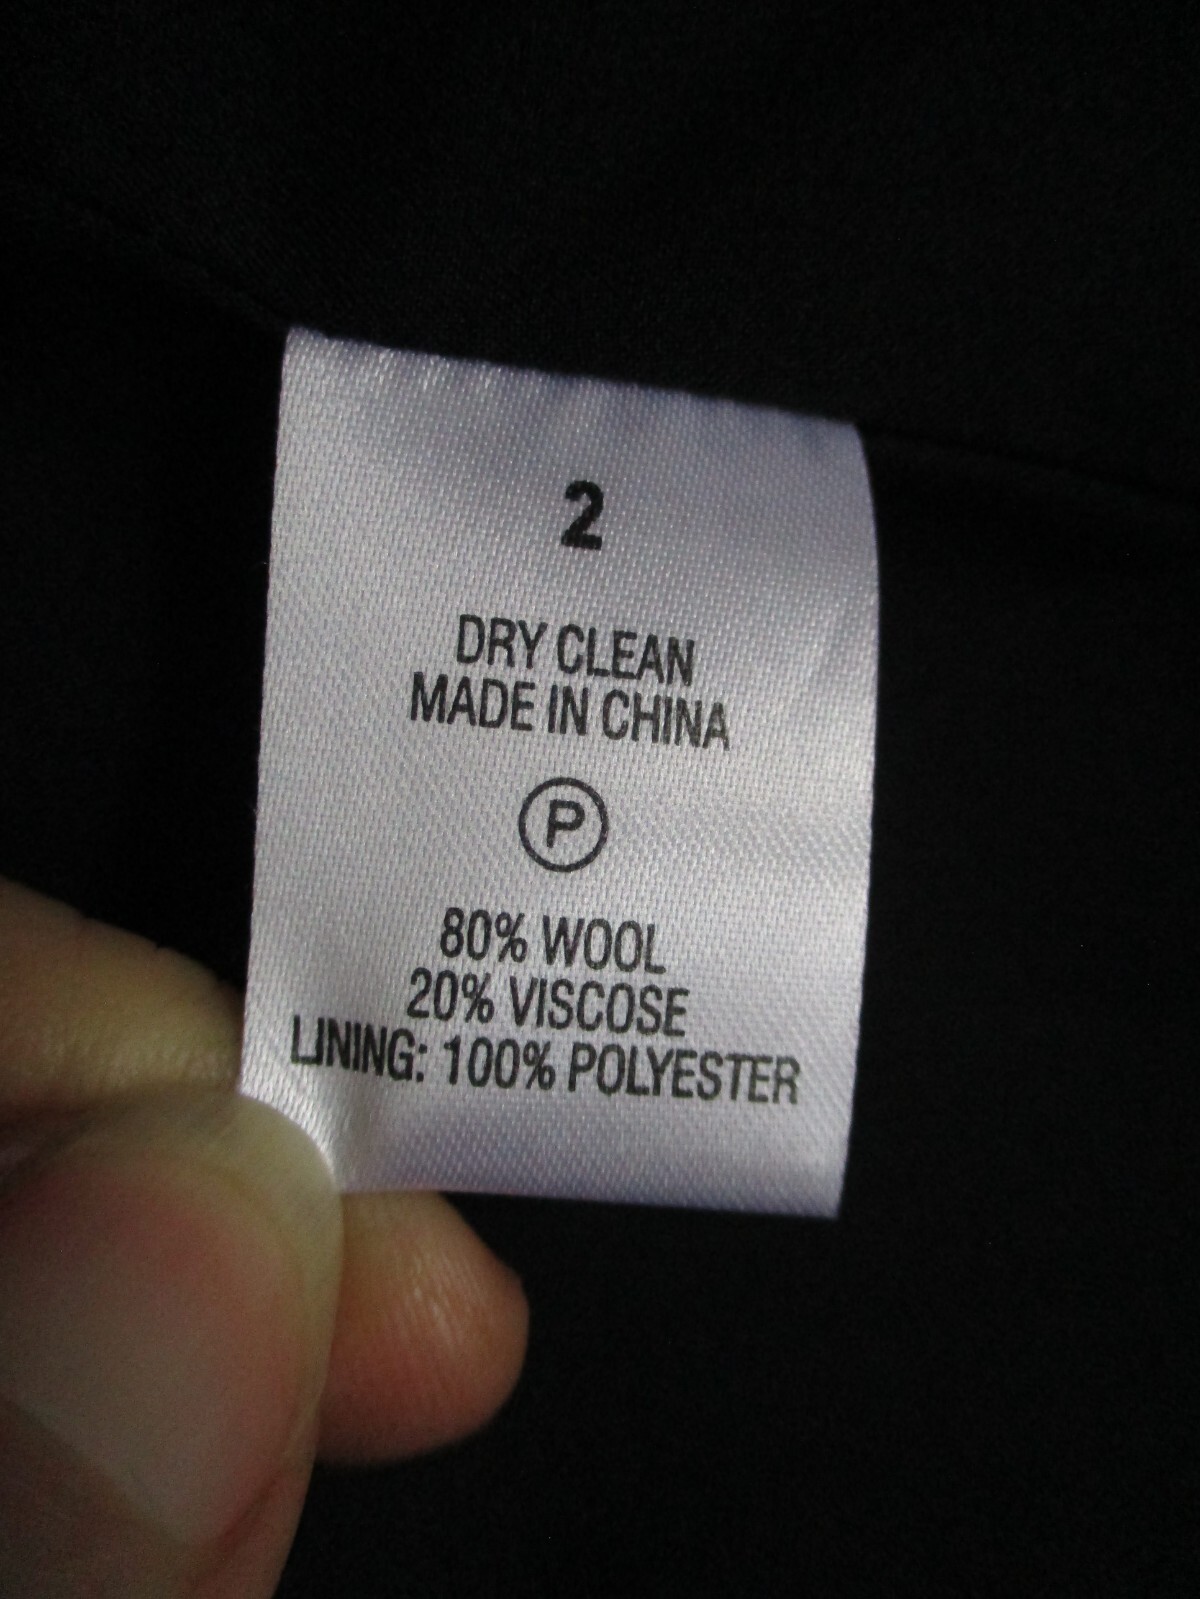 2
DRY CLEAN
MADE IN CHINA
P
80% WOOL
20% VISCOSE
LINING: 100% POLYESTER